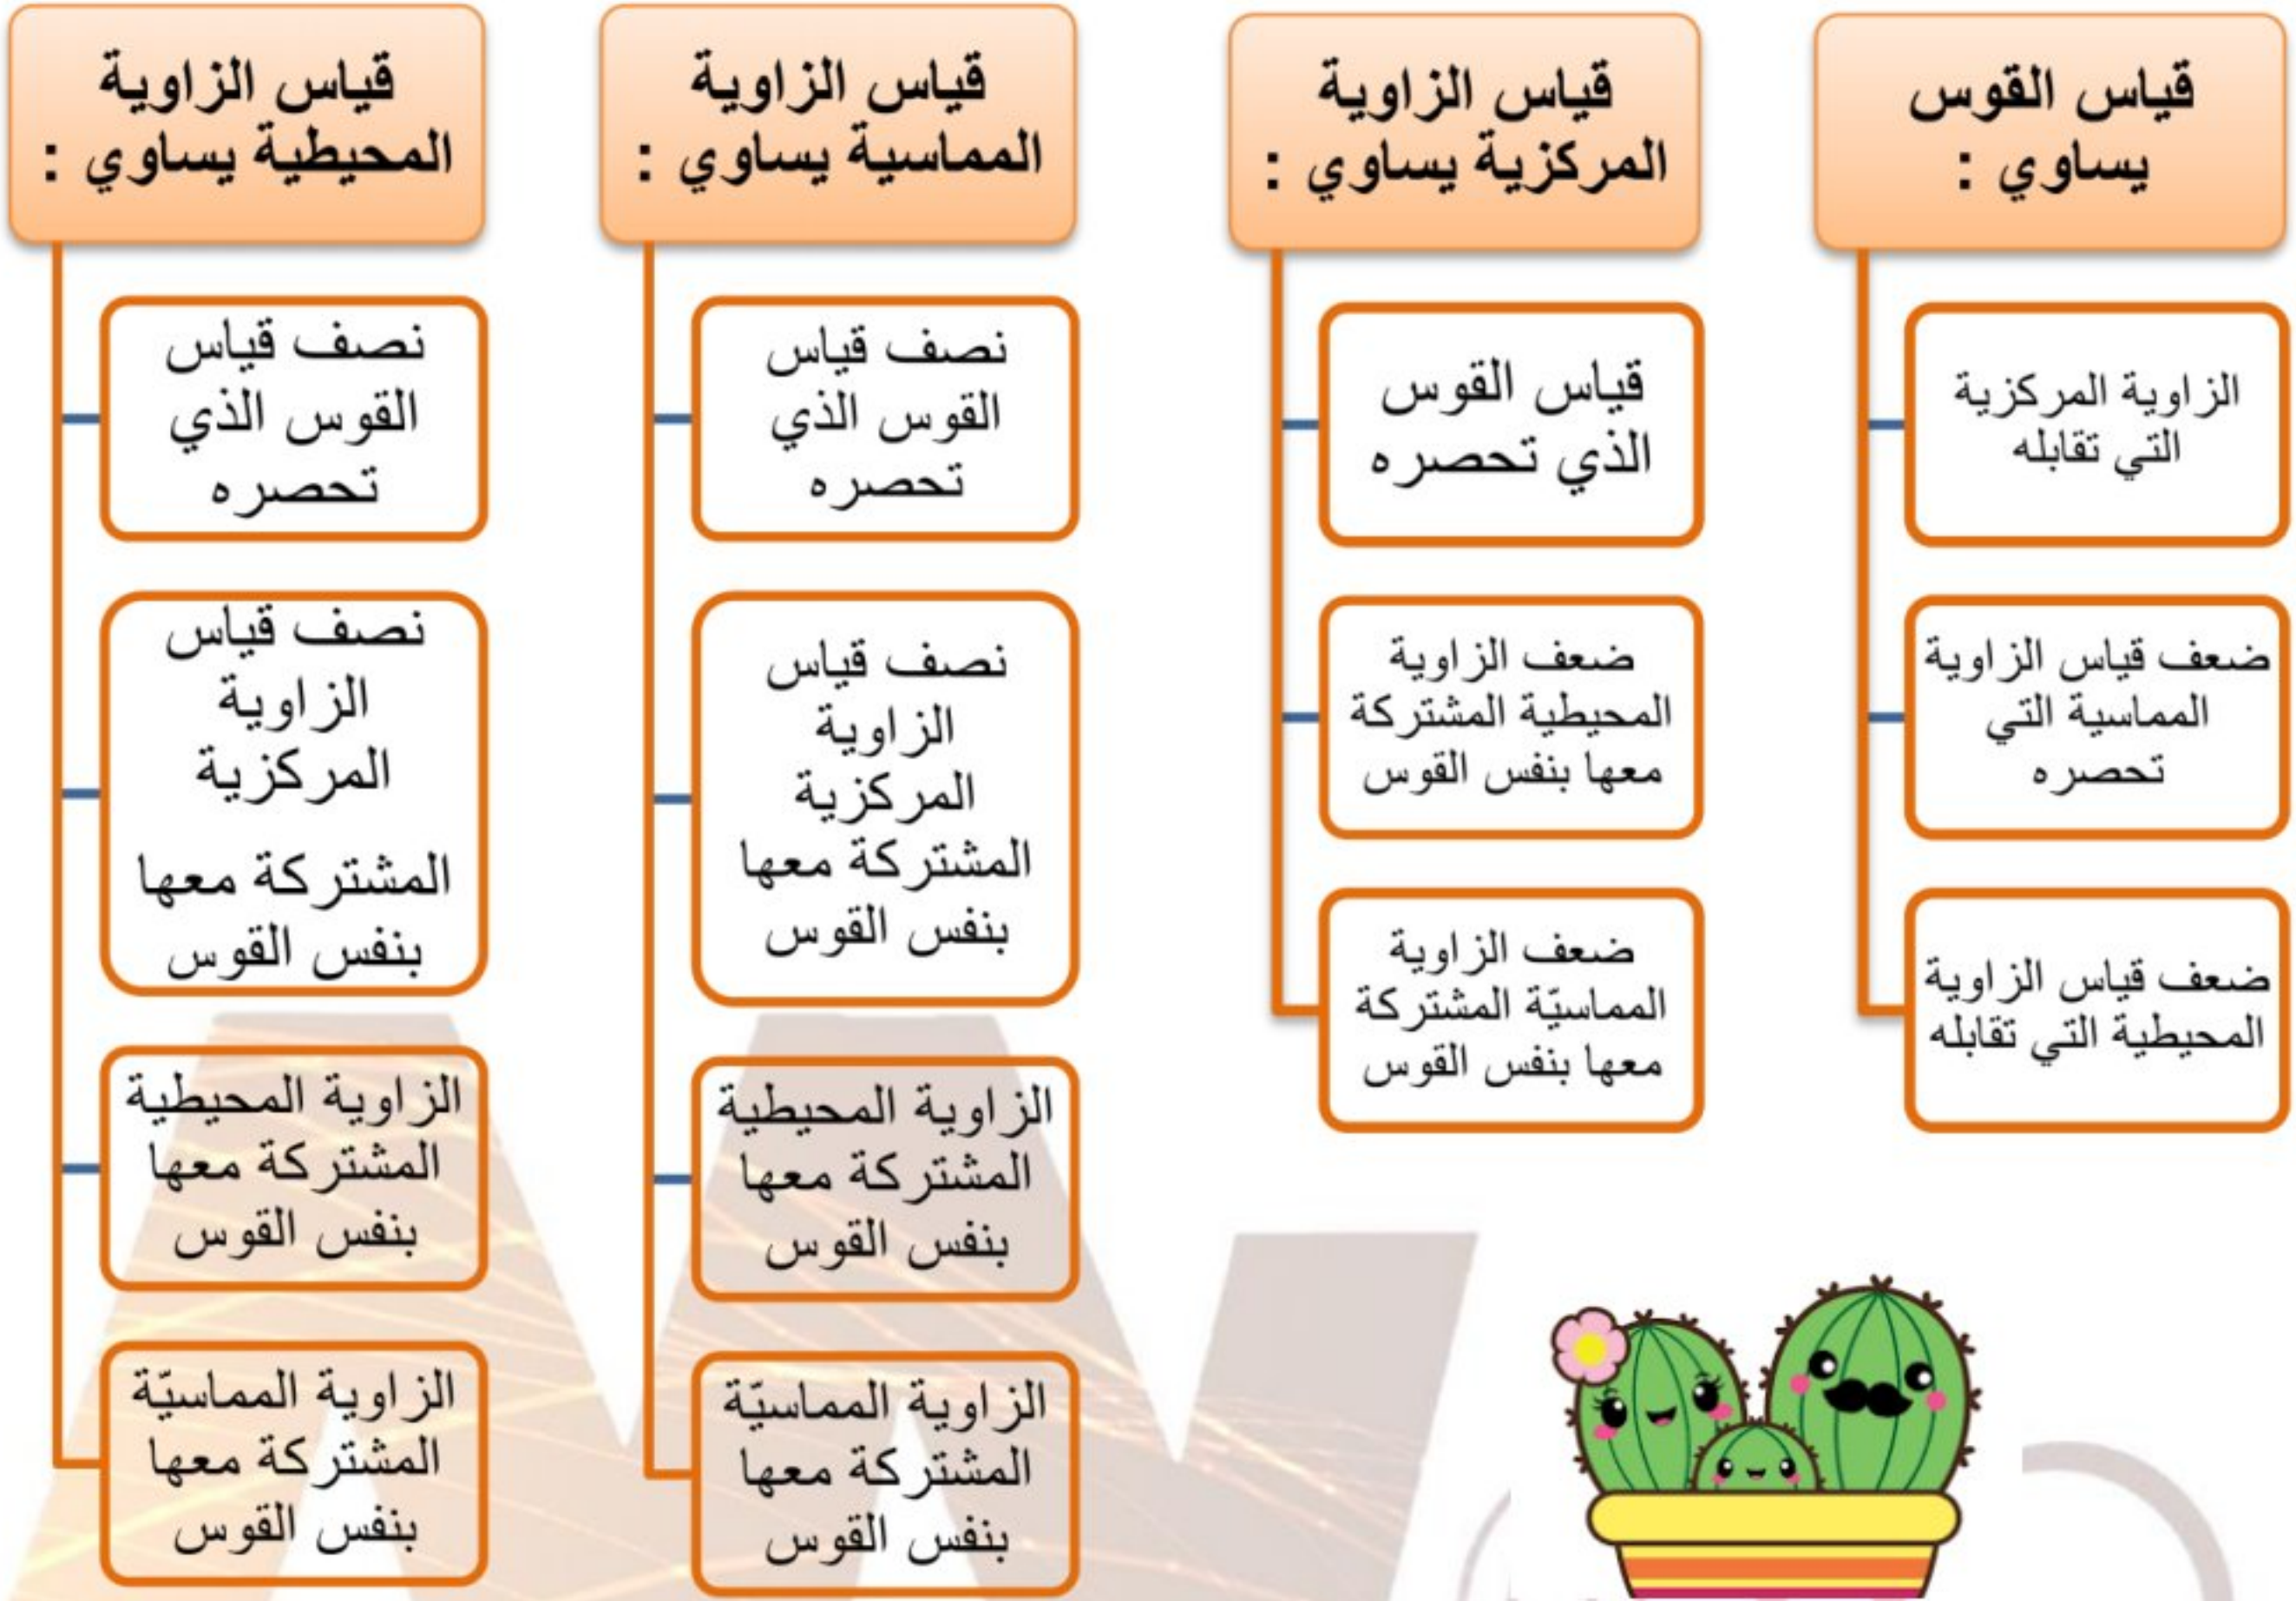 قياس القوس
يساوي :
الزاوية المركزية
التي تقابله
ضعف قياس الزاوية
المماسية التي
تحصره
ضعف قياس الزاوية
المحيطية التي تقابله
قياس الزاوية
المركزية يساوي :
قياس القوس
الذي تحصره
ضعف الزاوية
المحيطية المشتركة
معها بنفس القوس
ضعف الزاوية
المماسيّة المشتركة
معها بنفس القوس
قياس الزاوية
المماسية يساوي :
نصف قياس
القوس الذي
تحصره
نصف قياس
الزاوية
المركزية
المشتركة معها
بنفس القوس
الزاوية المحيطية
المشتركة معها
بنفس القوس
الزاوية المماسيّة
المشتركة معها
بنفس القوس
قياس الزاوية
المحيطية يساوي :
نصف قياس
القوس الذي
تحصره
نصف قياس
الزاوية
المركزية
المشتركة معها
بنفس القوس
الزاوية المحيطية
المشتركة معها
بنفس القوس
الزاوية المماسيّة
المشتركة معها
بنفس القوس